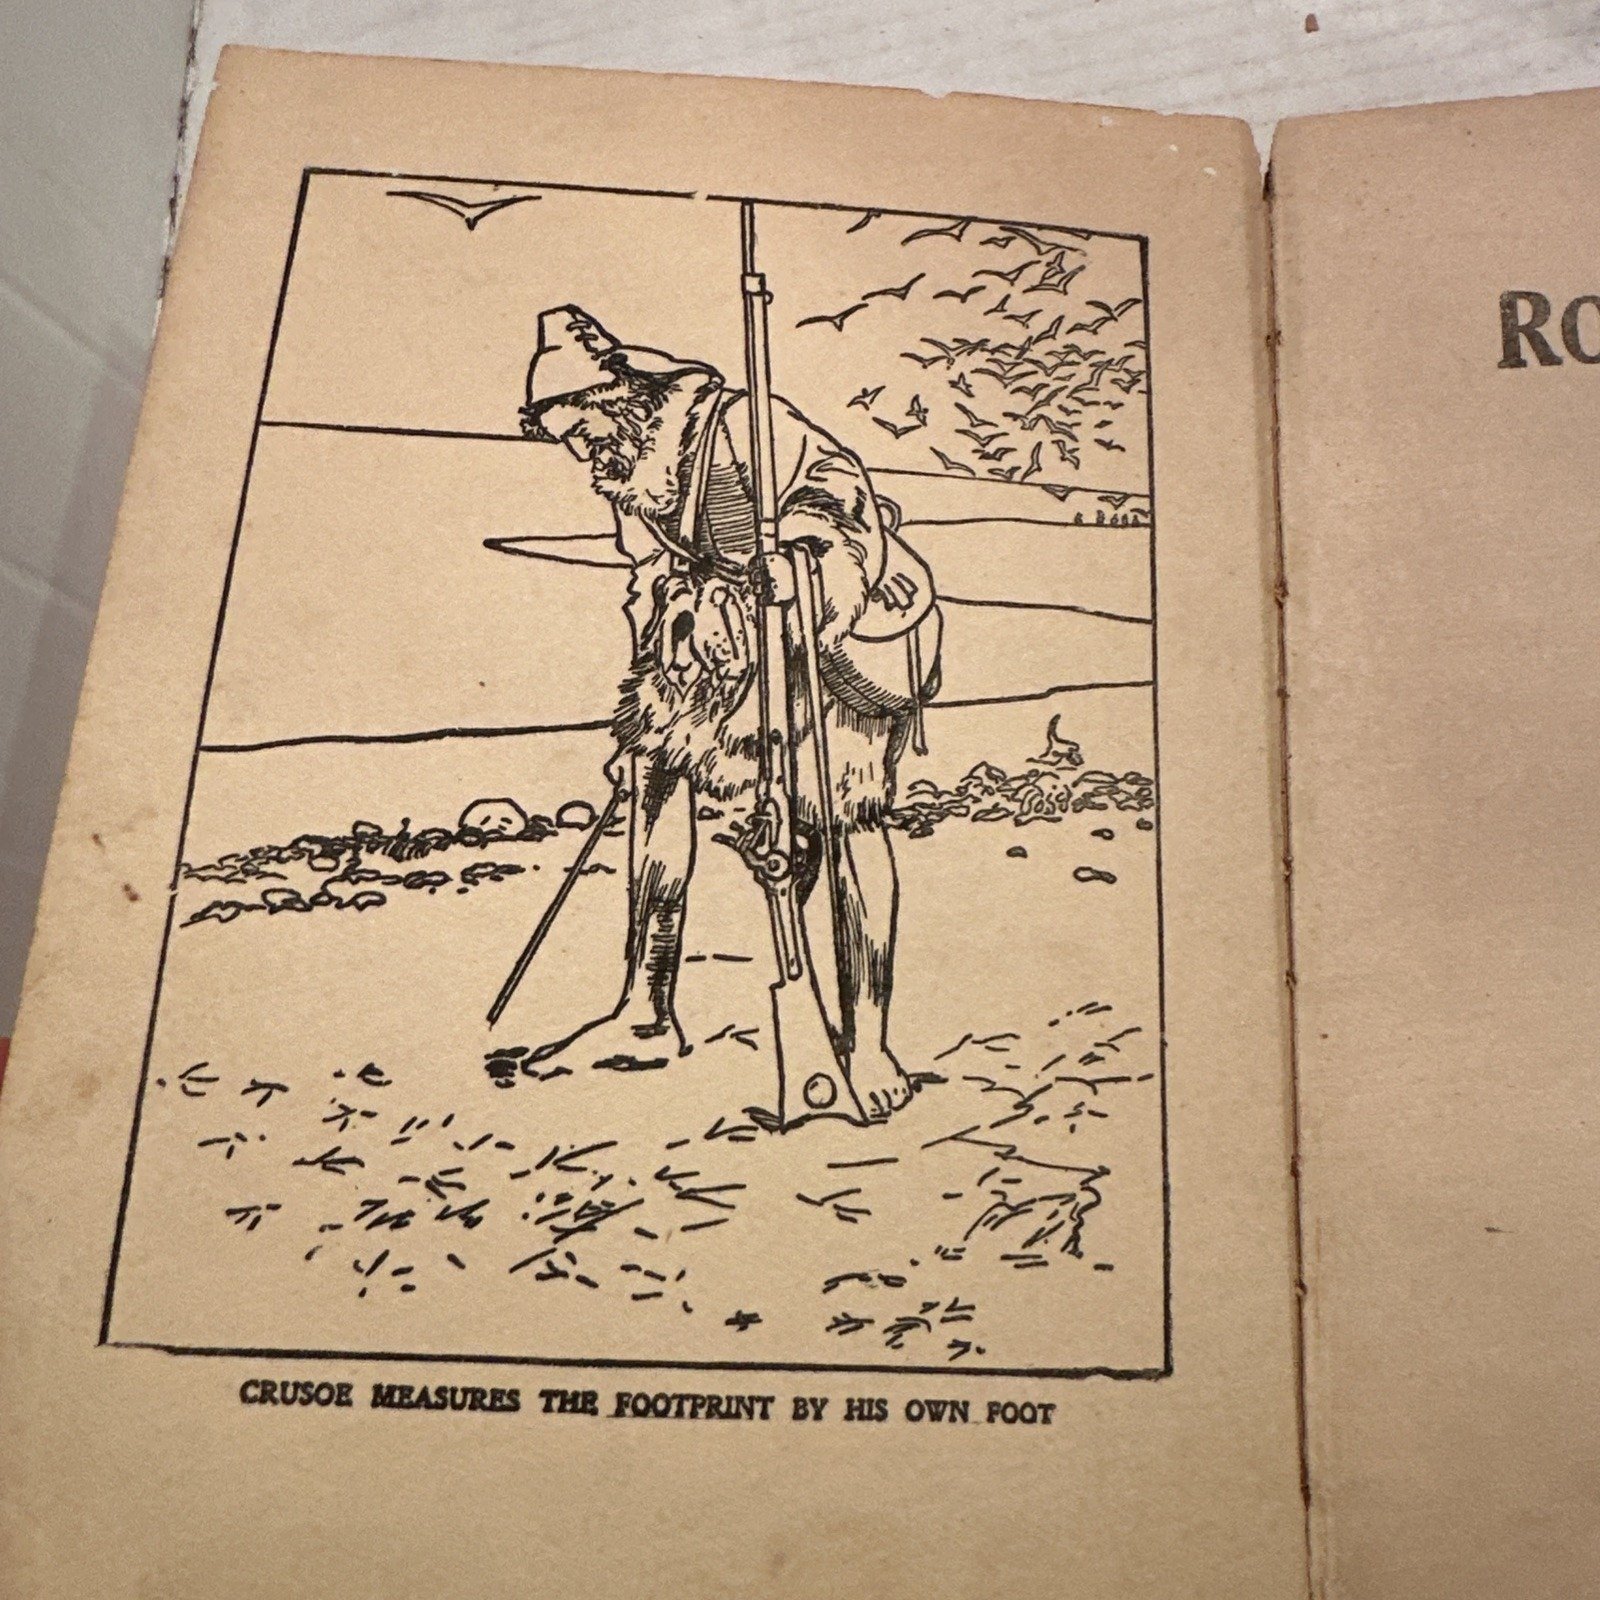 CRUSOE MEASURES THE FOOTPRINT BY HIS OWN FOOT
RO